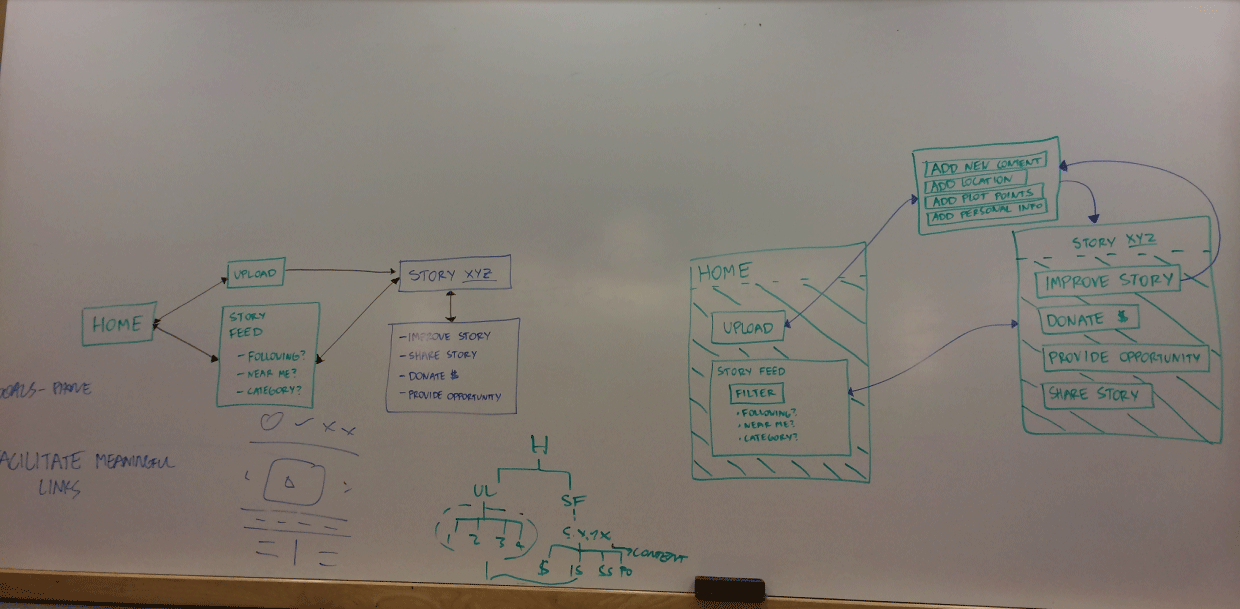 HOME
UPLOAD
STORY
FEED
- FOLLOWING?
- NEAR ME?
- CATEGORY?
STORY XYZ
- IMPROVE STORY
- SHARE STORY
- DONATE $
- PROVIDE OPPORTUNITY
ACILITATE MEANINGFUL
LINKS
H
UL
SF
1 2 3 4
CONTENT
$ IS SS PO
HOME
UPLOAD
STORY FEED
FILTER
• FOLLOWING?
• NEAR ME?
• CATEGORY?
ADD NEW CONTENT
ADD LOCATION
ADD PLOT POINTS
ADD PERSONAL INFO
STORY XYZ
IMPROVE STORY
DONATE $
PROVIDE OPPORTUNITY
SHARE STORY